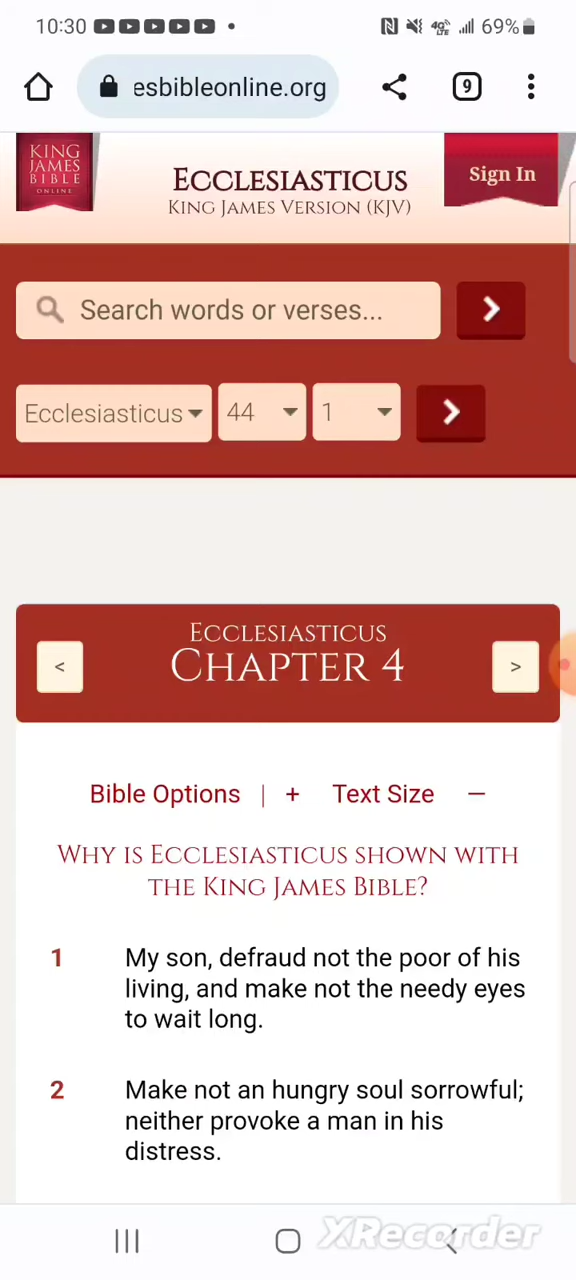 10:30 69%
esbibleonline.org 9
KING
JAMES
BIBLE
ONLINE
ECCLESIASTICUS
KING JAMES VERSION (KJV)
Sign In
Search words or verses...
Ecclesiasticus 44 1
ECCLESIASTICUS
CHAPTER 4
< >
Bible Options | + Text Size —
WHY IS ECCLESIASTICUS SHOWN WITH
THE KING JAMES BIBLE?
1 My son, defraud not the poor of his
living, and make not the needy eyes
to wait long.
2 Make not an hungry soul sorrowful;
neither provoke a man in his
distress.
XRecorder